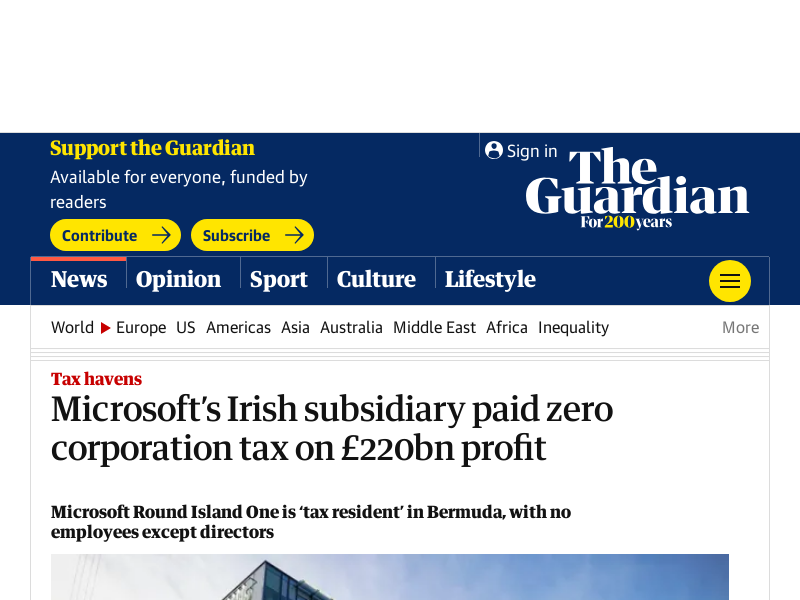 Support the Guardian
Available for everyone, funded by
readers
Contribute
Subscribe
Sign in
The
Guardian
For 200 years
News
Opinion
Sport
Culture
Lifestyle
World
Europe
US
Americas
Asia
Australia
Middle East
Africa
Inequality
More
Tax havens
Microsoft’s Irish subsidiary paid zero
corporation tax on £220bn profit
Microsoft Round Island One is ‘tax resident’ in Bermuda, with no
employees except directors